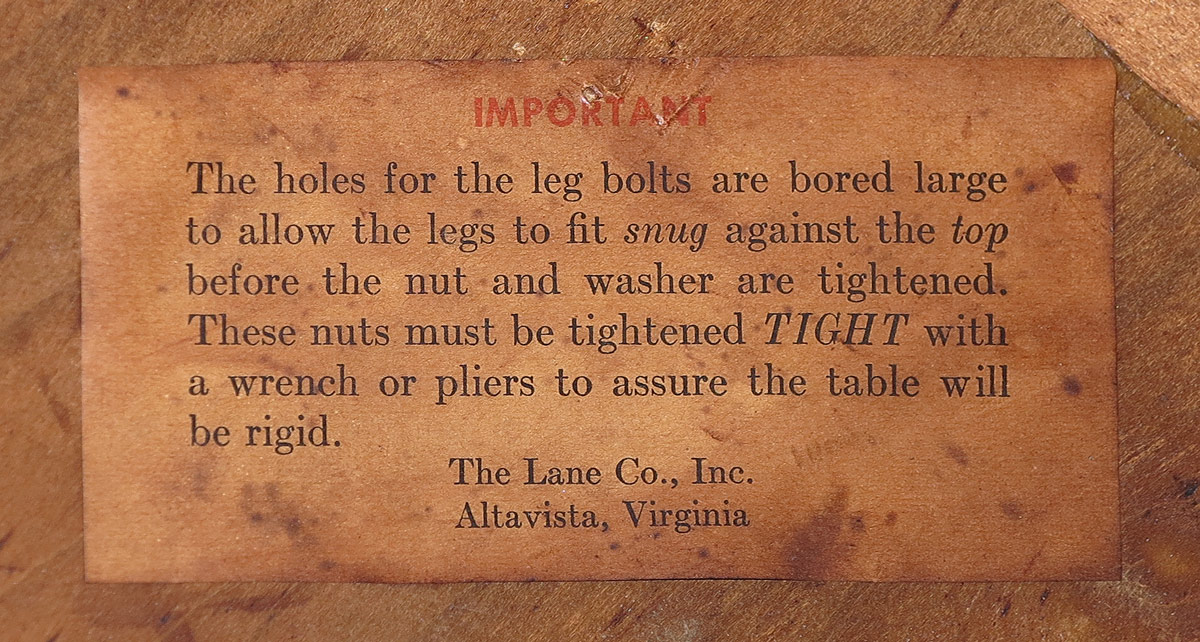 IMPORTANT
The holes for the leg bolts are bored large
to allow the legs to fit snug against the top
before the nut and washer are tightened.
These nuts must be tightened TIGHT with
a wrench or pliers to assure the table will
be rigid.
The Lane Co., Inc.
Altavista, Virginia